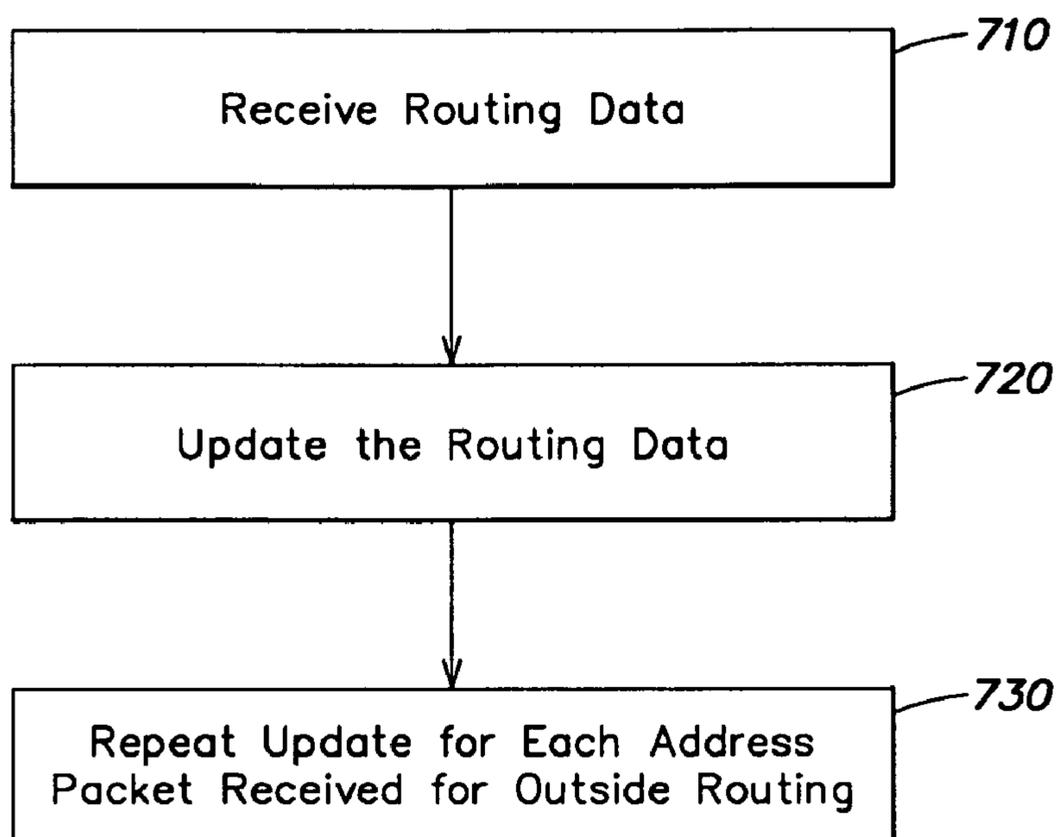 710
Receive Routing Data
720
Update the Routing Data
730
Repeat Update for Each Address
Packet Received for Outside Routing